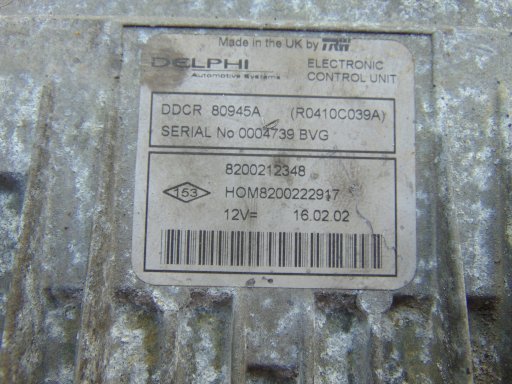 Made in the UK by TRW
DELPHI
Automotive Systems
ELECTRONIC
CONTROL UNIT
DDCR 80945A (R0410C039A)
SERIAL No 0004739 BVG
8200212348
153 HOM8200222917
12V= 16.02.02